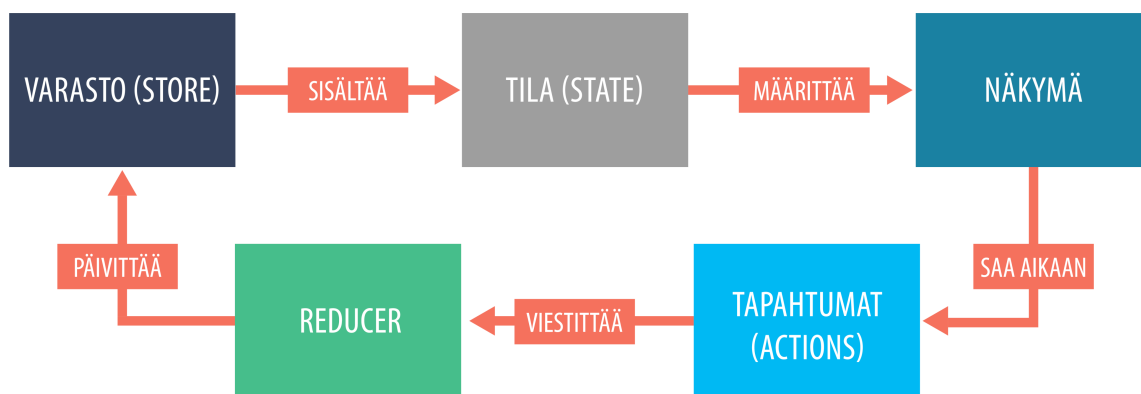 VARASTO (STORE)
SISÄLTÄÄ
TILA (STATE)
MÄÄRITTÄÄ
NÄKYMÄ
SAA AIKAAN
TAPAHTUMAT
(ACTIONS)
VIESTITTÄÄ
REDUCER
PÄIVITTÄÄ